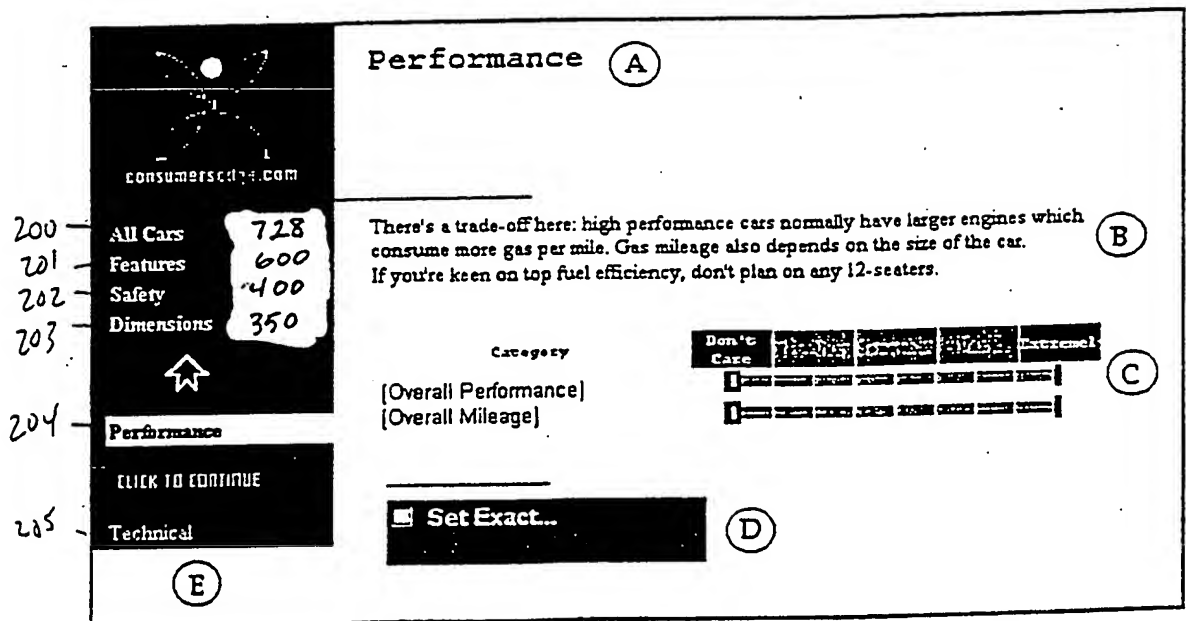 Performance A
consumersedge.com
200 All Cars 728
201 Features 600
202 Safety 400
203 Dimensions 350
There's a trade-off here: high performance cars normally have larger engines which
consume more gas per mile. Gas mileage also depends on the size of the car.
If you're keen on top fuel efficiency, don't plan on any 12-seaters.
B
Category
Don't
Care
Extremel
[Overall Performance]
[Overall Mileage]
C
204 Performance
CLICK TO CONTINUE
205 Technical
Set Exact...
D
E